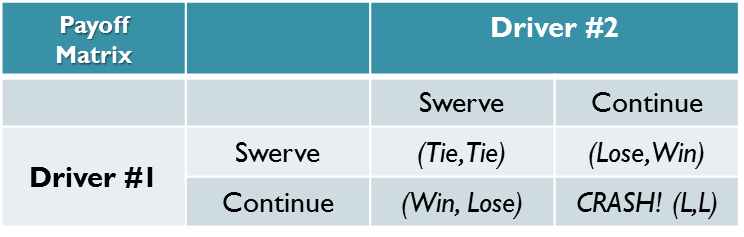 Payoff
Matrix
Driver #2
Swerve
Continue
Driver #1
Swerve
(Tie,Tie)
(Lose,Win)
Continue
(Win, Lose)
CRASH! (L,L)